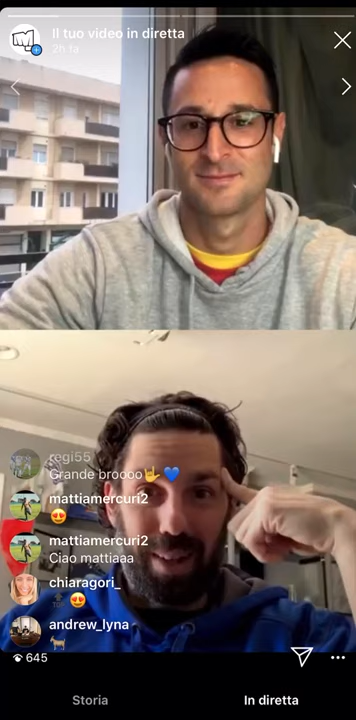 Il tuo video in diretta
2h fa
regi55
Grande broooo🤟💙
mattiamercuri2
😍
mattiamercuri2
Ciao mattiaaa
chiaragori_
🔝😍
andrew_lyna
🐐
645
Storia
In diretta